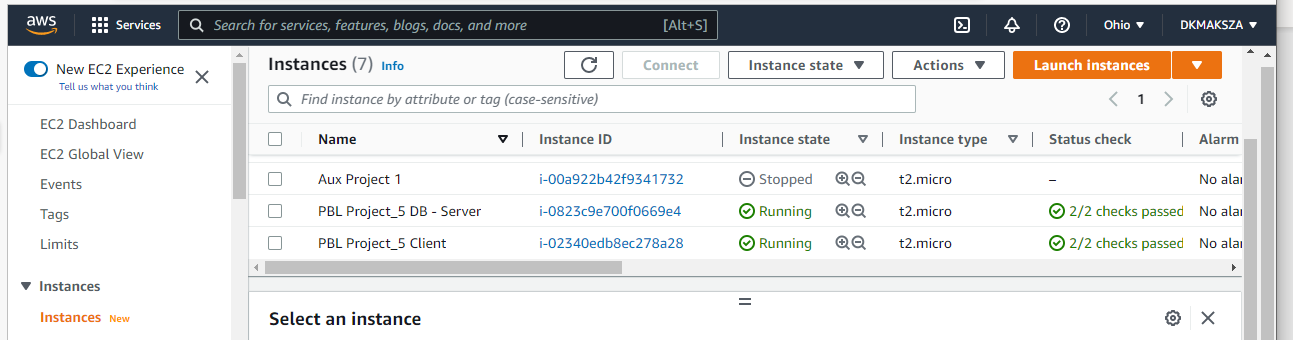 aws Services Search for services, features, blogs, docs, and more [Alt+S] Ohio DKMAKSZA
New EC2 Experience
Tell us what you think
EC2 Dashboard
EC2 Global View
Events
Tags
Limits
Instances
Instances New
Instances (7) Info Connect Instance state Actions Launch instances
Find instance by attribute or tag (case-sensitive) 1
Name Instance ID Instance state Instance type Status check Alarm
Aux Project 1 i-00a922b42f9341732 Stopped t2.micro – No alar
PBL Project_5 DB - Server i-0823c9e700f0669e4 Running t2.micro 2/2 checks passed No alar
PBL Project_5 Client i-02340edb8ec278a28 Running t2.micro 2/2 checks passed No alar
Select an instance